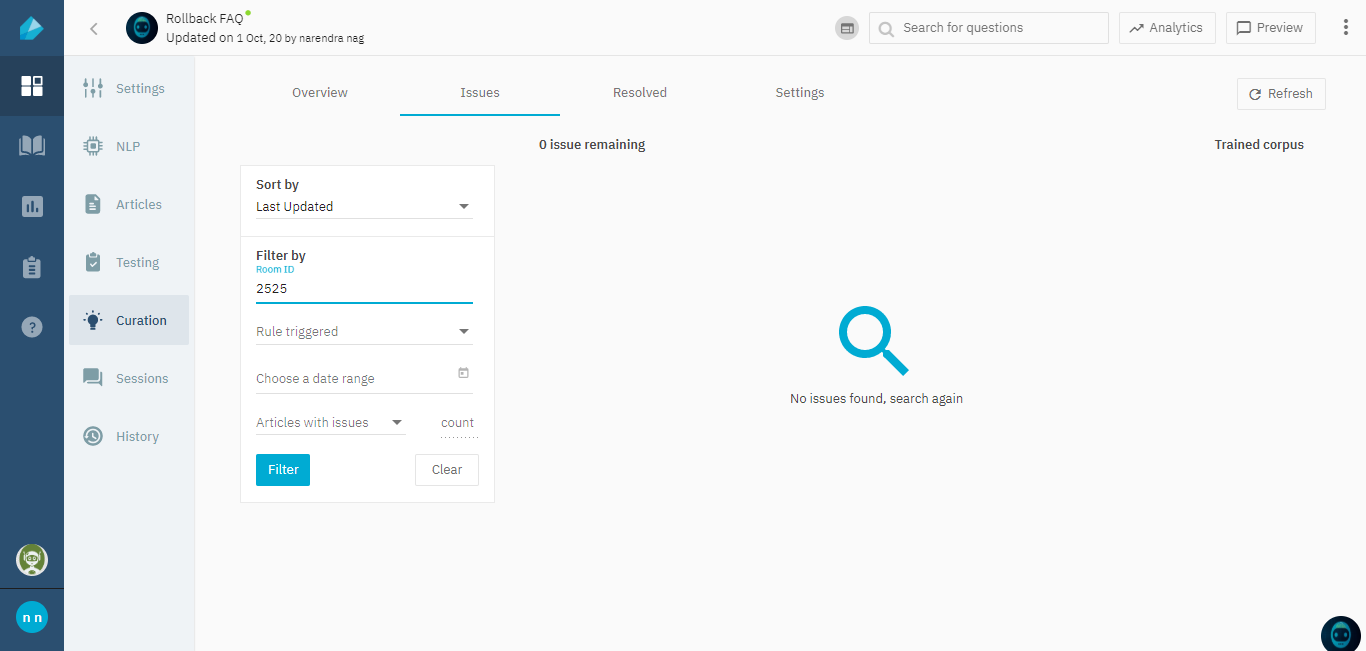 Rollback FAQ
Updated on 1 Oct, 20 by narendra nag
Search for questions
Analytics
Preview
Settings
NLP
Articles
Testing
Curation
Sessions
History
?
n n
Overview
Issues
Resolved
Settings
Refresh
0 issue remaining
Trained corpus
Sort by
Last Updated
Filter by
Room ID
2525
Rule triggered
Choose a date range
Articles with issues
count
Filter
Clear
No issues found, search again